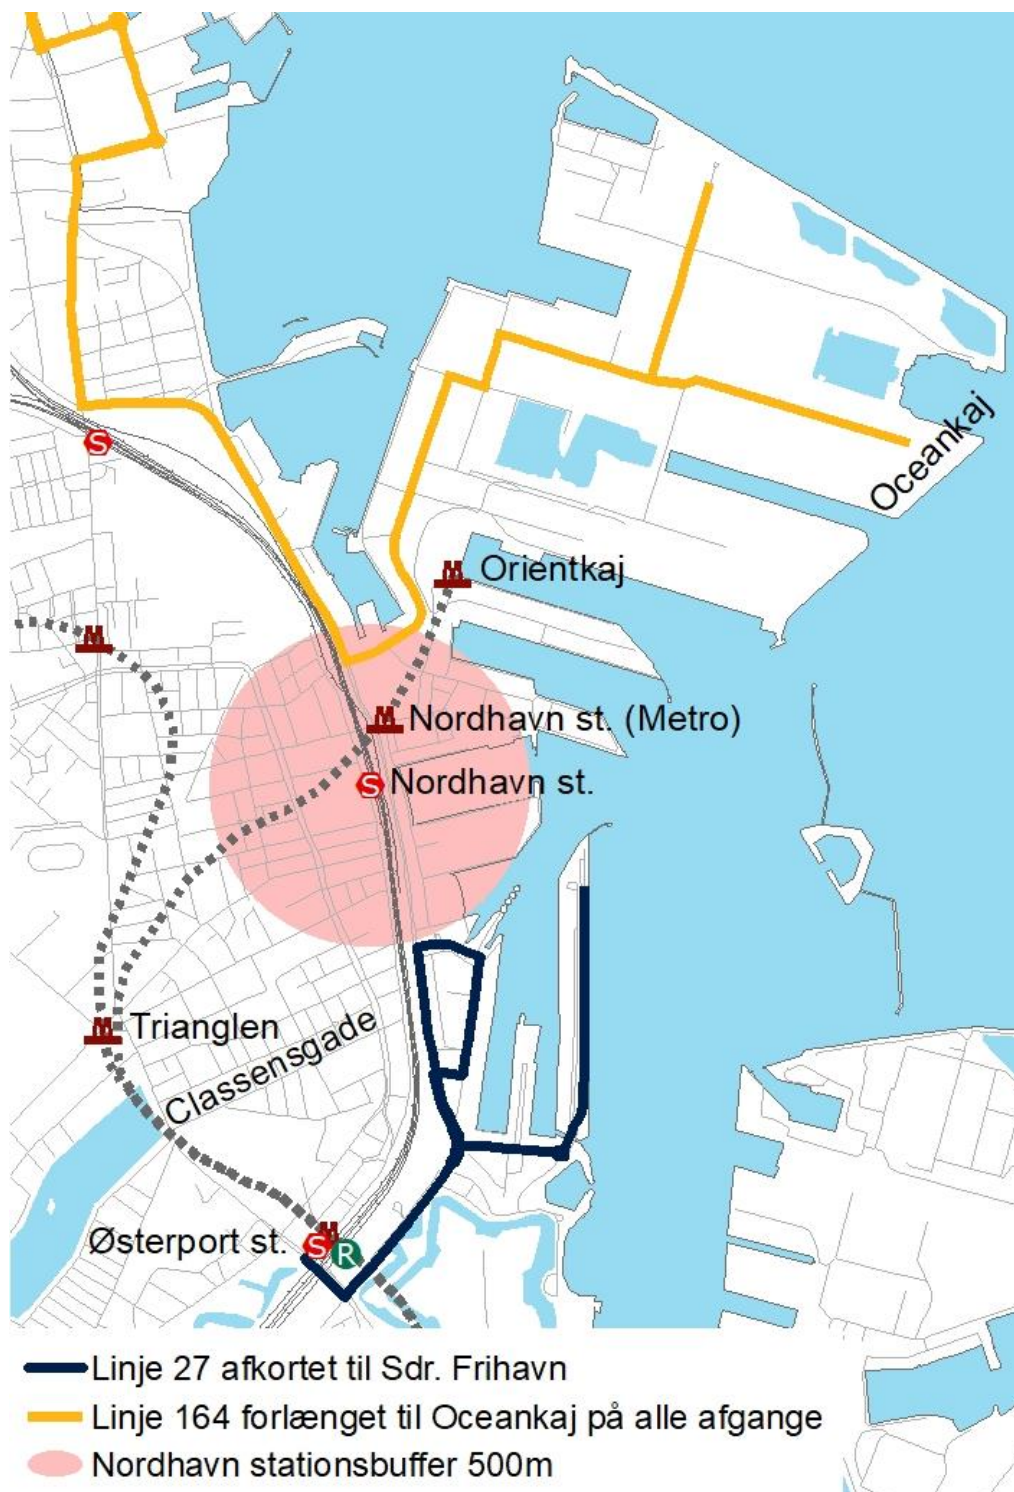 Oceankaj
S
M
Orientkaj
M
M
Nordhavn st. (Metro)
S
Nordhavn st.
M
Trianglen
Classensgade
M
Østerport st.
S
R
Linje 27 afkortet til Sdr. Frihavn
Linje 164 forlænget til Oceankaj på alle afgange
Nordhavn stationsbuffer 500m